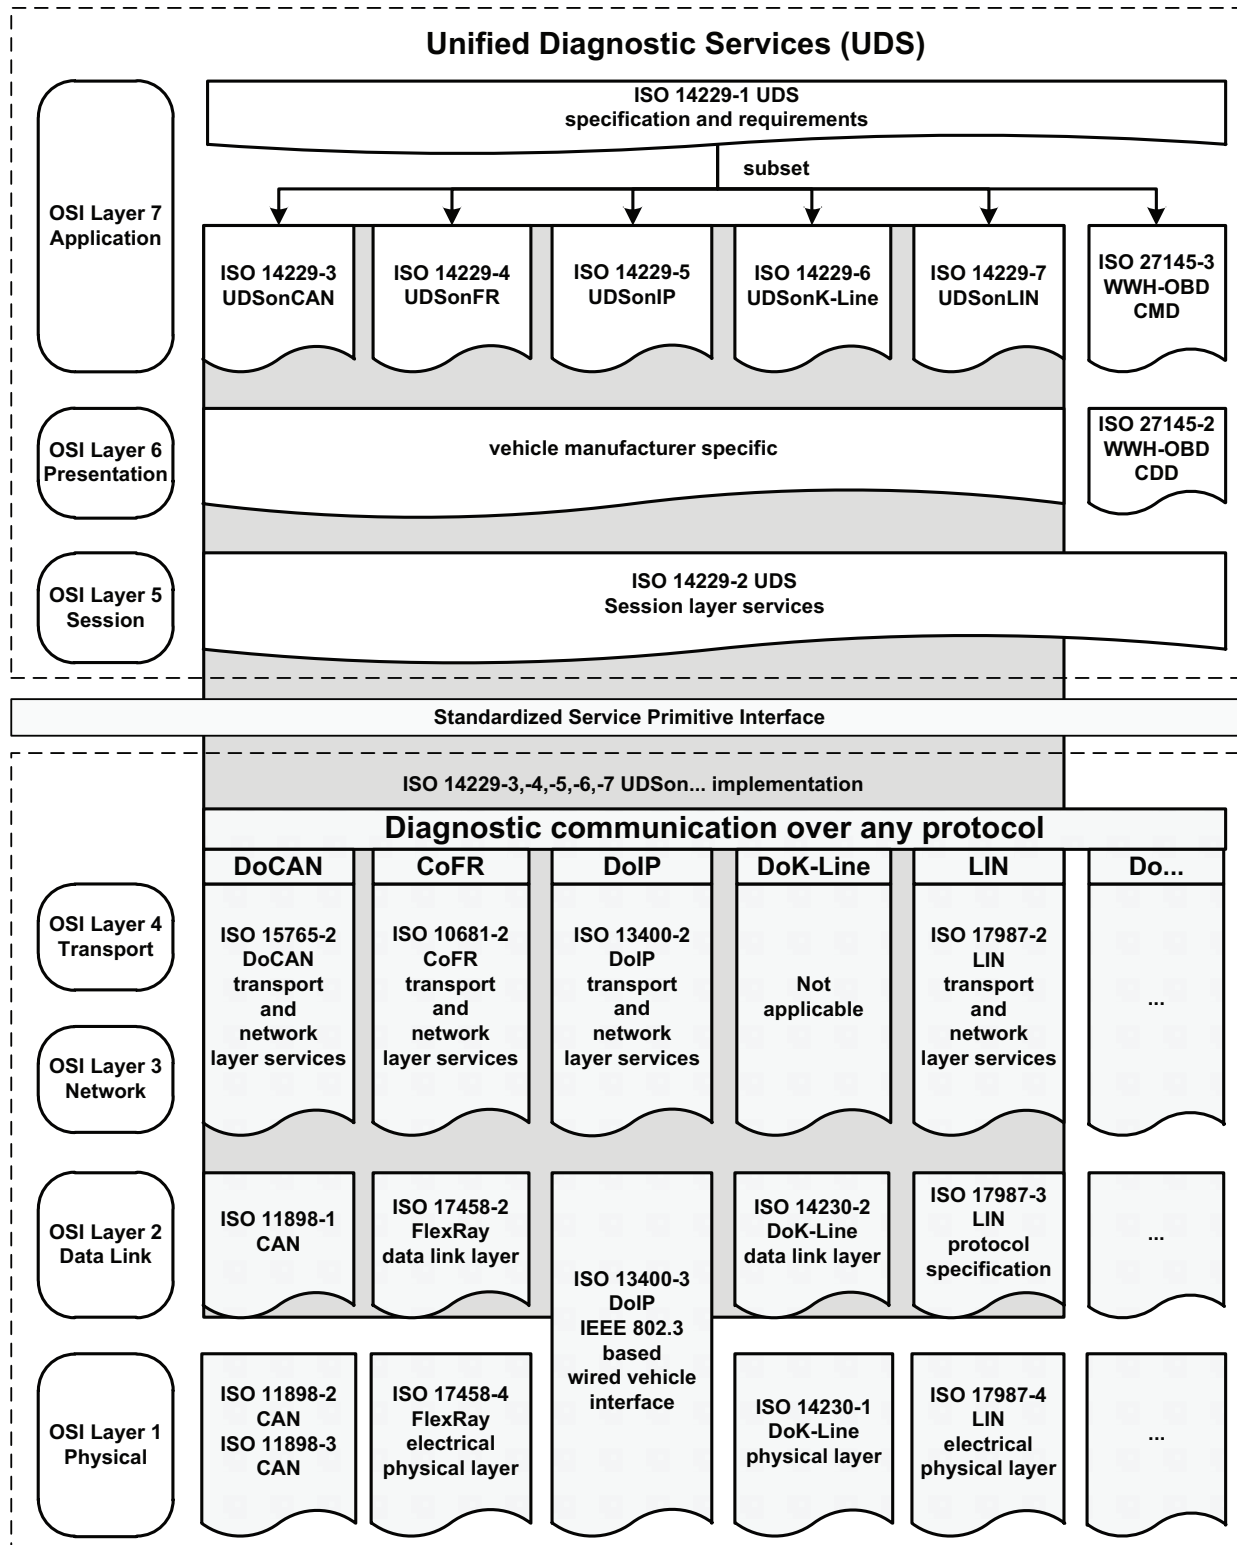 Unified Diagnostic Services (UDS)
OSI Layer 7
Application
ISO 14229-1 UDS
specification and requirements
subset
ISO 14229-3
UDSonCAN
ISO 14229-4
UDSonFR
ISO 14229-5
UDSonIP
ISO 14229-6
UDSonK-Line
ISO 14229-7
UDSonLIN
ISO 27145-3
WWH-OBD
CMD
OSI Layer 6
Presentation
vehicle manufacturer specific
ISO 27145-2
WWH-OBD
CDD
OSI Layer 5
Session
ISO 14229-2 UDS
Session layer services
Standardized Service Primitive Interface
ISO 14229-3,-4,-5,-6,-7 UDSon... implementation
Diagnostic communication over any protocol
DoCAN
CoFR
DoIP
DoK-Line
LIN
Do...
OSI Layer 4
Transport
OSI Layer 3
Network
ISO 15765-2
DoCAN
transport
and
network
layer services
ISO 10681-2
CoFR
transport
and
network
layer services
ISO 13400-2
DoIP
transport
and
network
layer services
Not
applicable
ISO 17987-2
LIN
transport
and
network
layer services
...
OSI Layer 2
Data Link
ISO 11898-1
CAN
ISO 17458-2
FlexRay
data link layer
ISO 13400-3
DoIP
IEEE 802.3
based
wired vehicle
interface
ISO 14230-2
DoK-Line
data link layer
ISO 17987-3
LIN
protocol
specification
...
OSI Layer 1
Physical
ISO 11898-2
CAN
ISO 11898-3
CAN
ISO 17458-4
FlexRay
electrical
physical layer
ISO 14230-1
DoK-Line
physical layer
ISO 17987-4
LIN
electrical
physical layer
...